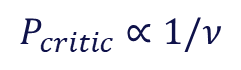 P_critic ∝ 1/ν